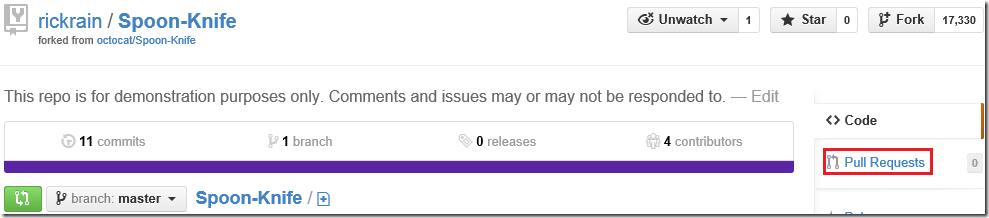 rickrain / Spoon-Knife
forked from octocat/Spoon-Knife
Unwatch 1
Star 0
Fork 17,330
This repo is for demonstration purposes only. Comments and issues may or may not be responded to. — Edit
11 commits
1 branch
0 releases
4 contributors
Code
Pull Requests 0
branch: master
Spoon-Knife /